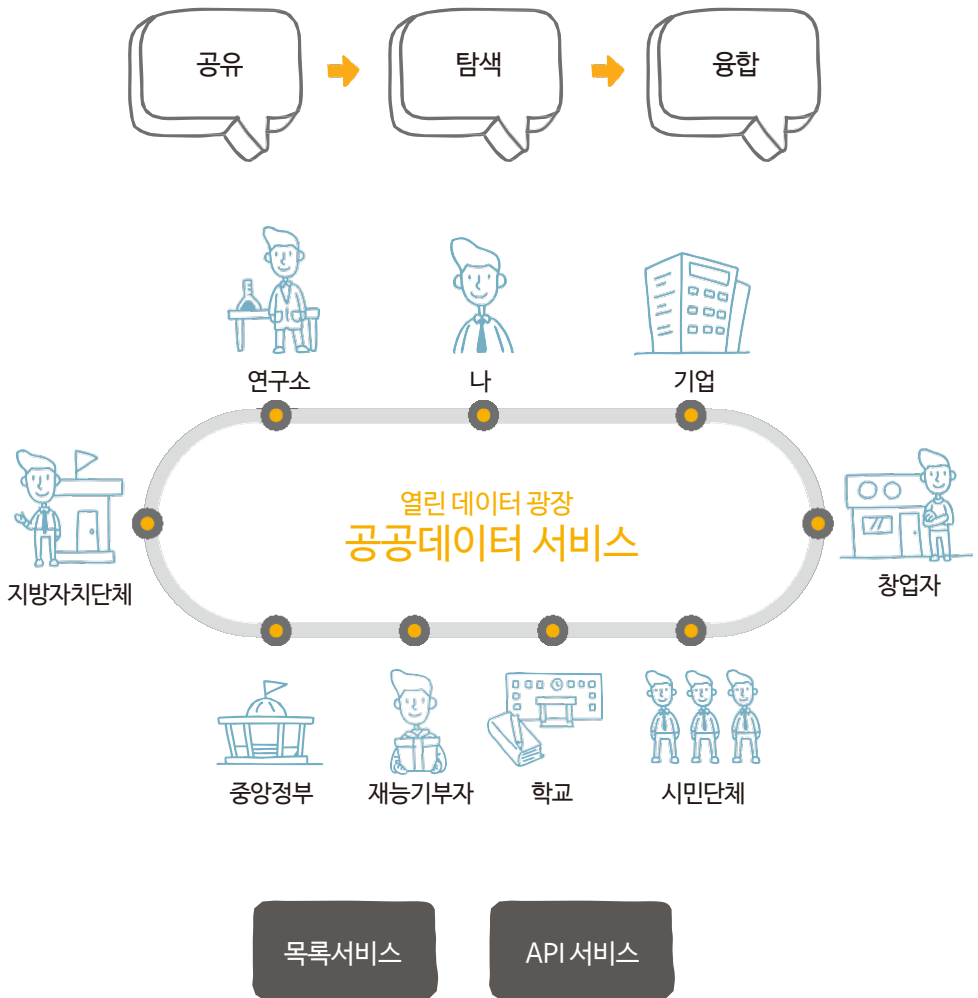 공유
탐색
융합
연구소
나
기업
열린 데이터 광장
공공데이터 서비스
지방자치단체
창업자
중앙정부
재능기부자
학교
시민단체
목록서비스
API 서비스